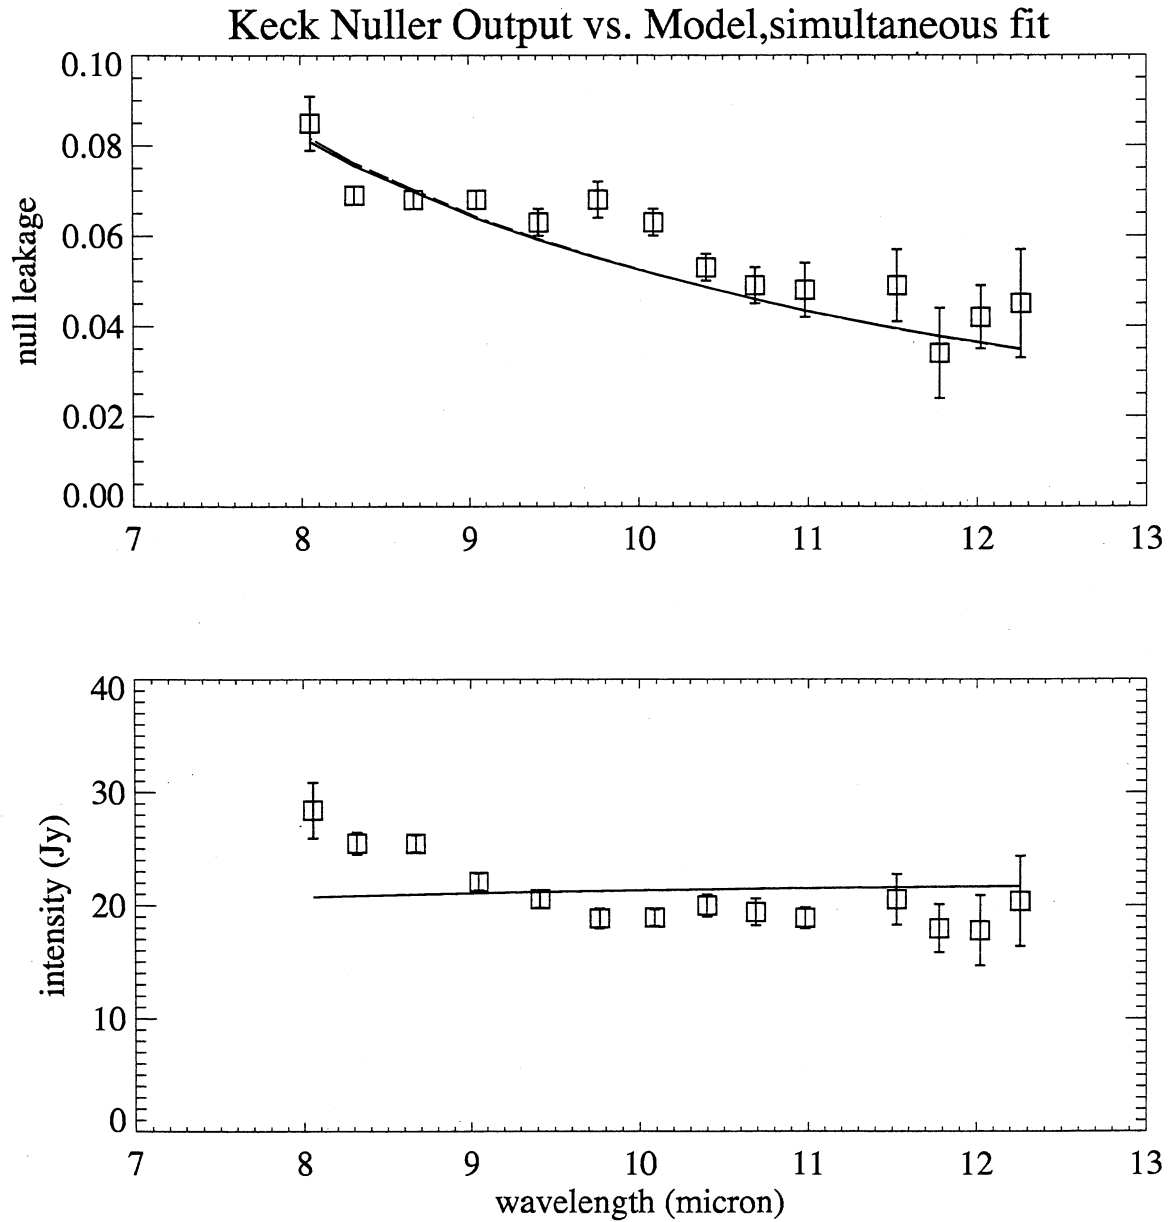 Keck Nuller Output vs. Model,simultaneous fit
0.10
0.08
0.06
0.04
0.02
0.00
null leakage
7 8 9 10 11 12 13
40
30
20
10
0
intensity (Jy)
7 8 9 10 11 12 13
wavelength (micron)